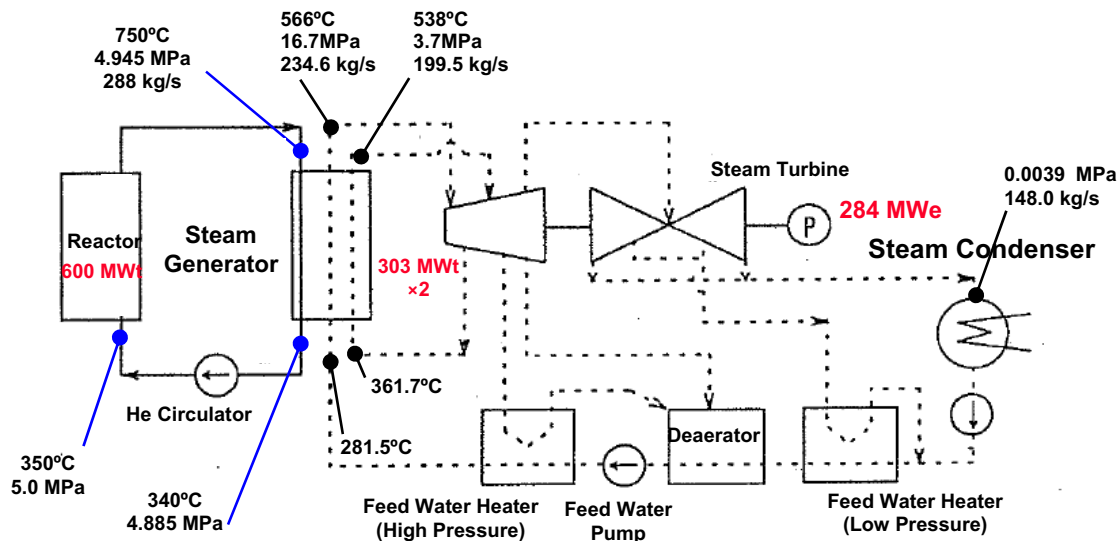 750ºC
4.945 MPa
288 kg/s
566ºC
16.7MPa
234.6 kg/s
538ºC
3.7MPa
199.5 kg/s
Steam Turbine
0.0039 MPa
148.0 kg/s
P
284 MWe
Steam Condenser
Reactor
600 MWt
Steam
Generator
303 MWt
×2
He Circulator
361.7ºC
281.5ºC
Deaerator
350ºC
5.0 MPa
340ºC
4.885 MPa
Feed Water Heater
(High Pressure)
Feed Water
Pump
Feed Water Heater
(Low Pressure)